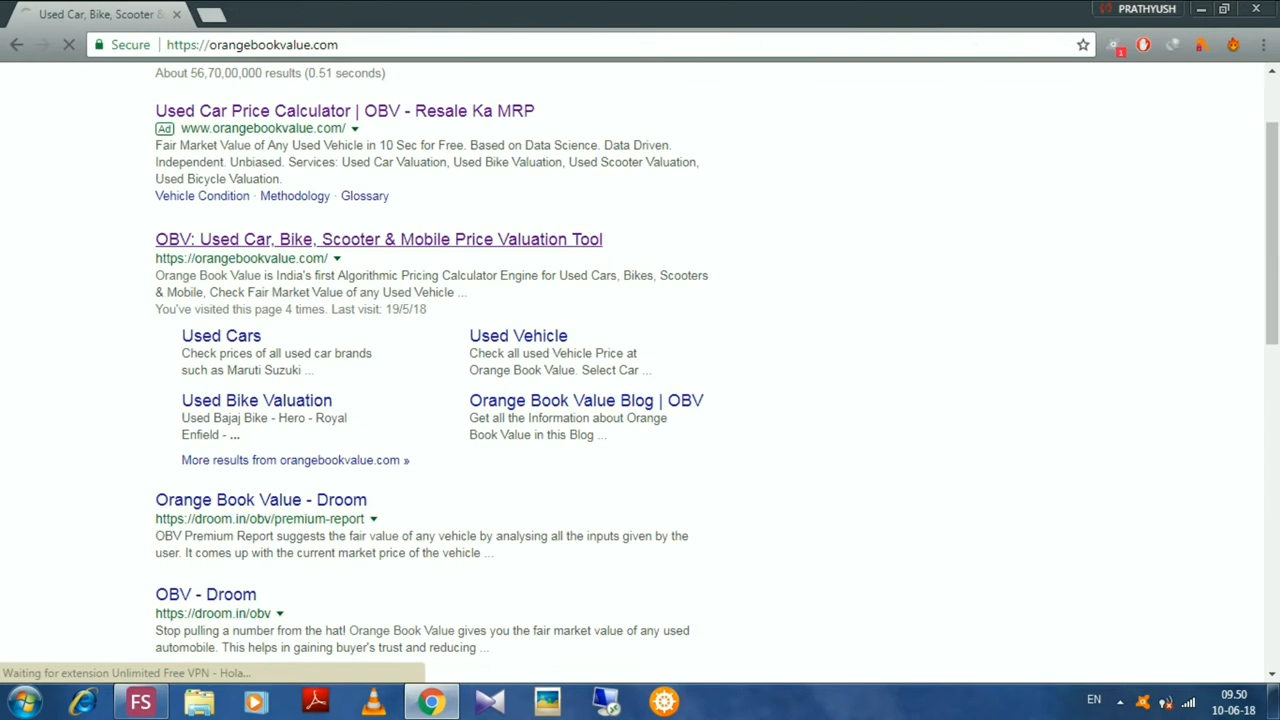 Used Car, Bike, Scooter &
PRATHYUSH
Secure
https://orangebookvalue.com
1
About 56,70,00,000 results (0.51 seconds)
Used Car Price Calculator | OBV - Resale Ka MRP
Ad www.orangebookvalue.com/
Fair Market Value of Any Used Vehicle in 10 Sec for Free. Based on Data Science. Data Driven.
Independent. Unbiased. Services: Used Car Valuation, Used Bike Valuation, Used Scooter Valuation,
Used Bicycle Valuation.
Vehicle Condition · Methodology · Glossary
OBV: Used Car, Bike, Scooter & Mobile Price Valuation Tool
https://orangebookvalue.com/
Orange Book Value is India's first Algorithmic Pricing Calculator Engine for Used Cars, Bikes, Scooters
& Mobile, Check Fair Market Value of any Used Vehicle ...
You've visited this page 4 times. Last visit: 19/5/18
Used Cars
Check prices of all used car brands
such as Maruti Suzuki ...
Used Vehicle
Check all used Vehicle Price at
Orange Book Value. Select Car ...
Used Bike Valuation
Used Bajaj Bike - Hero - Royal
Enfield - ...
Orange Book Value Blog | OBV
Get all the Information about Orange
Book Value in this Blog ...
More results from orangebookvalue.com »
Orange Book Value - Droom
https://droom.in/obv/premium-report
OBV Premium Report suggests the fair value of any vehicle by analysing all the inputs given by the
user. It comes up with the current market price of the vehicle ...
OBV - Droom
https://droom.in/obv
Stop pulling a number from the hat! Orange Book Value gives you the fair market value of any used
automobile. This helps in gaining buyer's trust and reducing ...
Waiting for extension Unlimited Free VPN - Hola...
FS
EN
09.50
10-06-18